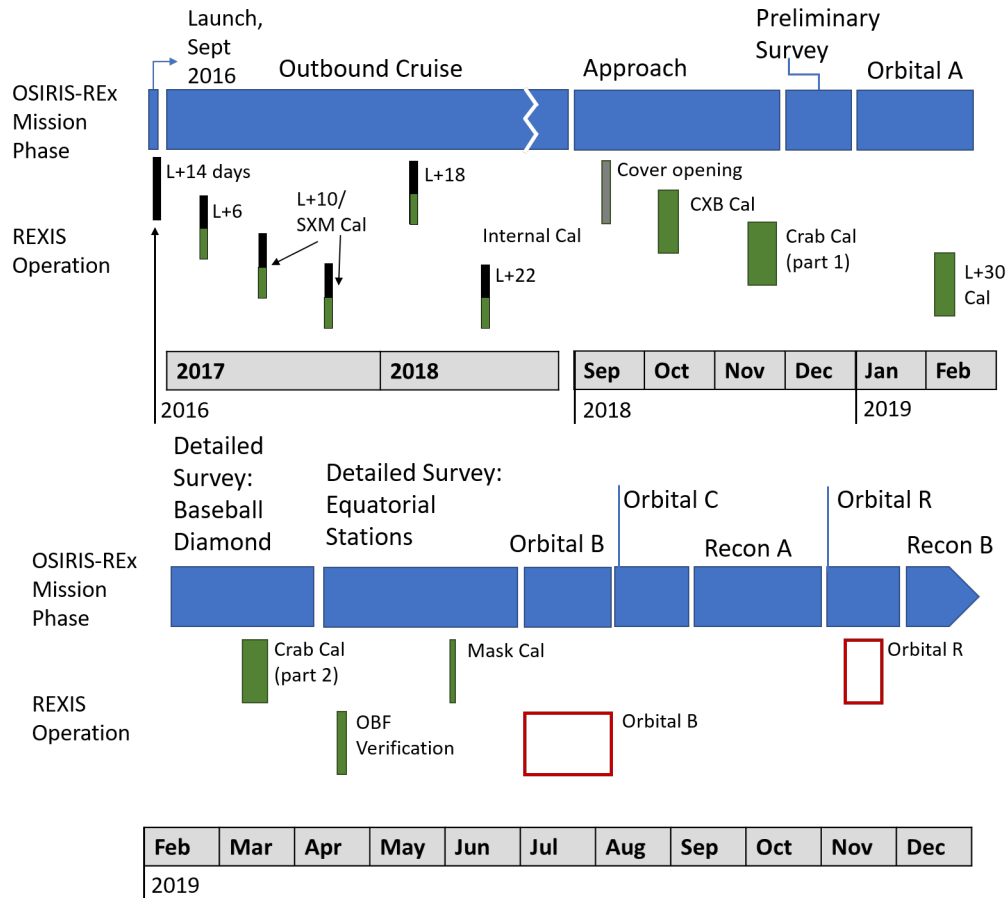 Launch,
Sept
2016
Preliminary
Survey
Outbound Cruise
Approach
Orbital A
OSIRIS-REx
Mission
Phase
L+14 days
L+6
L+10/
SXM Cal
L+18
Internal Cal
L+22
Cover opening
CXB Cal
Crab Cal
(part 1)
L+30
Cal
REXIS
Operation
2017 2018 Sep Oct Nov Dec Jan Feb
2016 2018 2019
Detailed
Survey:
Baseball
Diamond
Detailed Survey:
Equatorial
Stations
Orbital B
Orbital C
Recon A
Orbital R
Recon B
OSIRIS-REx
Mission
Phase
Crab Cal
(part 2)
Mask Cal
Orbital R
REXIS
Operation
OBF
Verification
Orbital B
Feb Mar Apr May Jun Jul Aug Sep Oct Nov Dec
2019